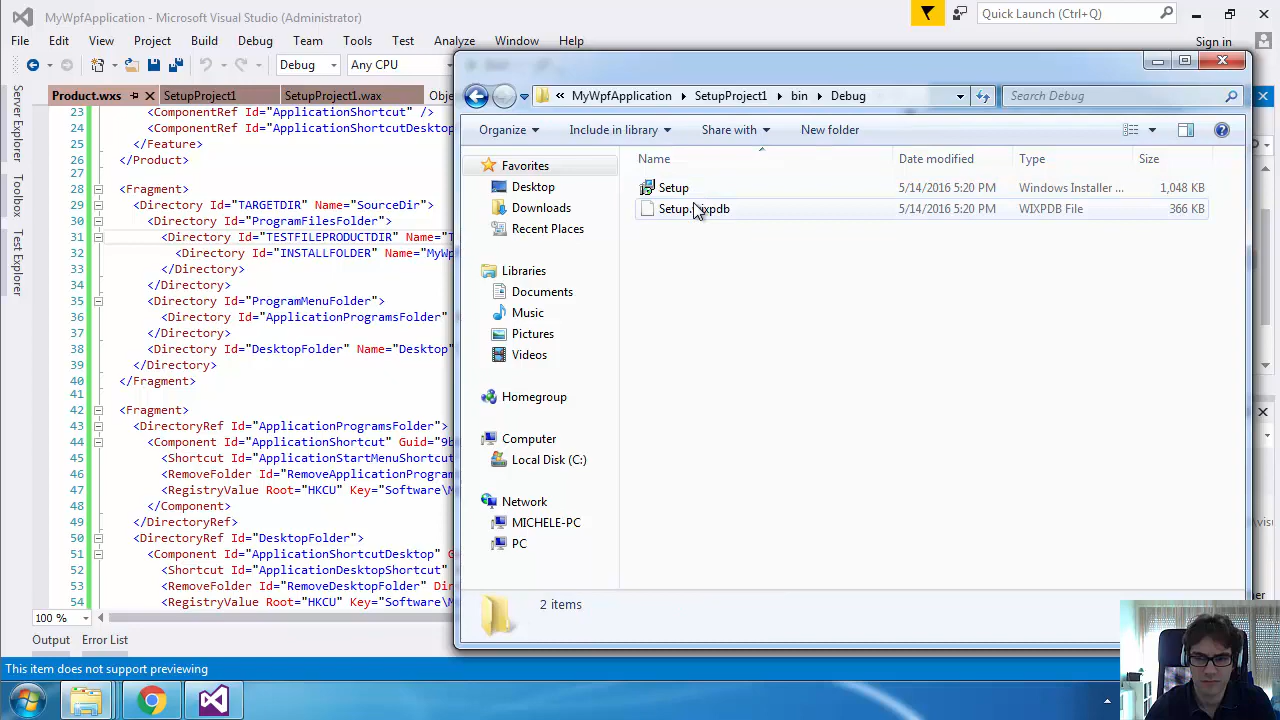 MyWpfApplication - Microsoft Visual Studio (Administrator)
Quick Launch (Ctrl+Q)
File Edit View Project Build Debug Team Tools Test Analyze Window Help
Sign in
Debug
Any CPU
Product.wxs
SetupProject1
SetupProject1.wax
Server Explorer
Toolbox
Test Explorer
23 <ComponentRef Id="ApplicationShortcut" />
24 <ComponentRef Id="ApplicationShortcutDesktop
25 </Feature>
26 </Product>
27
28 <Fragment>
29 <Directory Id="TARGETDIR" Name="SourceDir">
30 <Directory Id="ProgramFilesFolder">
31 <Directory Id="TESTFILEPRODUCTDIR" Name="T
32 <Directory Id="INSTALLFOLDER" Name="MyWp
33 </Directory>
34 </Directory>
35 <Directory Id="ProgramMenuFolder">
36 <Directory Id="ApplicationProgramsFolder"
37 </Directory>
38 <Directory Id="DesktopFolder" Name="Desktop"
39 </Directory>
40 </Fragment>
41
42 <Fragment>
43 <DirectoryRef Id="ApplicationProgramsFolder">
44 <Component Id="ApplicationShortcut" Guid="9b
45 <Shortcut Id="ApplicationStartMenuShortcut
46 <RemoveFolder Id="RemoveApplicationProgram
47 <RegistryValue Root="HKCU" Key="Software\M
48 </Component>
49 </DirectoryRef>
50 <DirectoryRef Id="DesktopFolder">
51 <Component Id="ApplicationShortcutDesktop" G
52 <Shortcut Id="ApplicationDesktopShortcut"
53 <RemoveFolder Id="RemoveDesktopFolder" Dir
54 <RegistryValue Root="HKCU" Key="Software\M
100 %
Output
Error List
This item does not support previewing
MyWpfApplication SetupProject1 bin Debug
Search Debug
Organize
Include in library
Share with
New folder
Name
Date modified
Type
Size
Setup 5/14/2016 5:20 PM Windows Installer ... 1,048 KB
Setup.wixpdb 5/14/2016 5:20 PM WIXPDB File 366 KB
Favorites
Desktop
Downloads
Recent Places
Libraries
Documents
Music
Pictures
Videos
Homegroup
Computer
Local Disk (C:)
Network
MICHELE-PC
PC
2 items